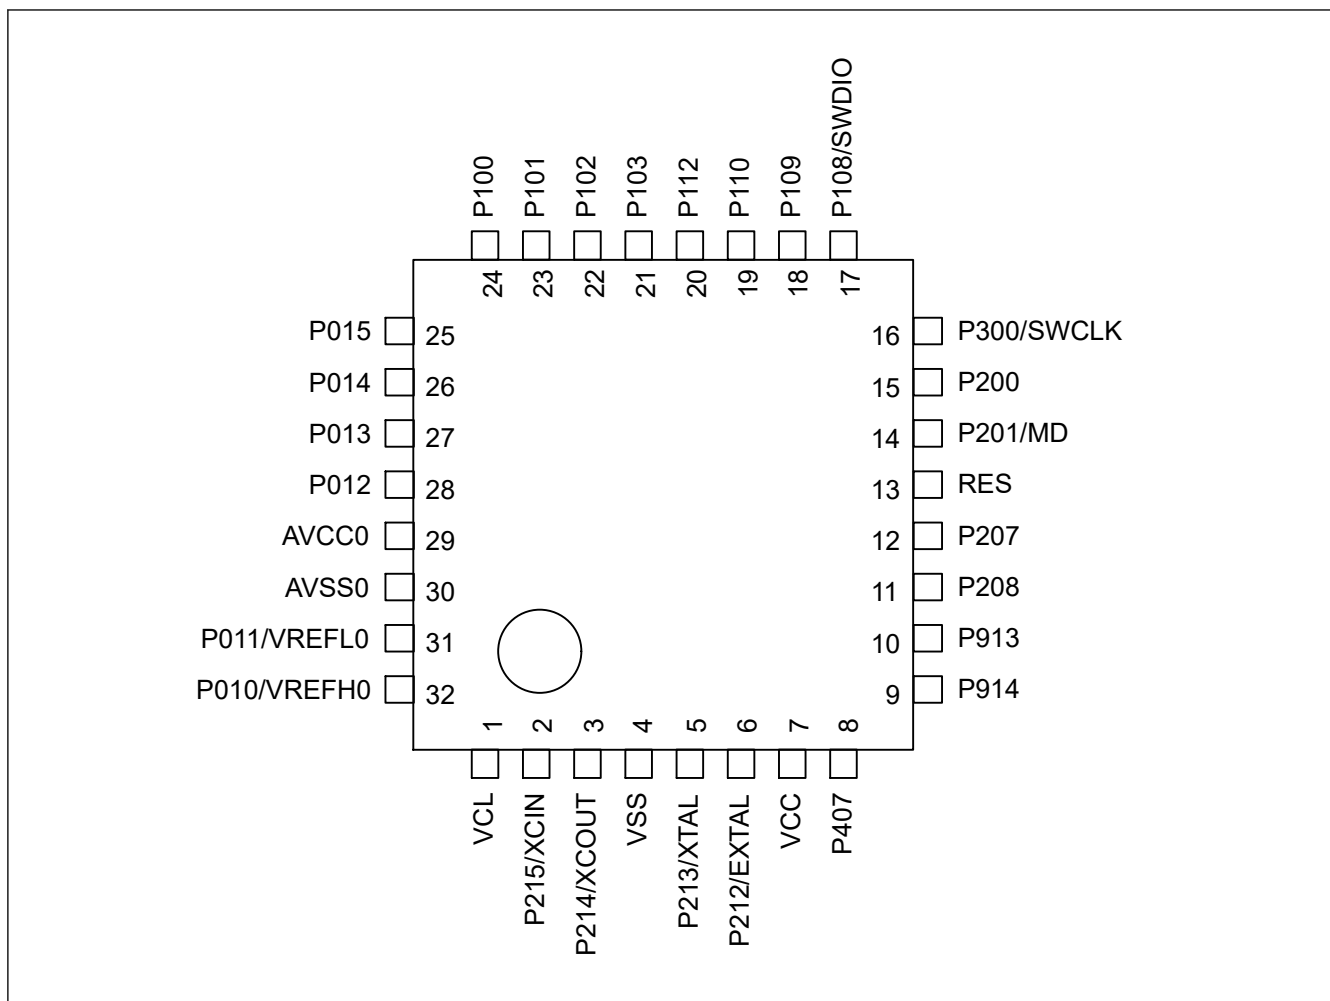 P100
P101
P102
P103
P112
P110
P109
P108/SWDIO
24
23
22
21
20
19
18
17
P015
25
P014
26
P013
27
P012
28
AVCC0
29
AVSS0
30
P011/VREFL0
31
P010/VREFH0
32
16
P300/SWCLK
15
P200
14
P201/MD
13
RES
12
P207
11
P208
10
P913
9
P914
1
2
3
4
5
6
7
8
VCL
P215/XCIN
P214/XCOUT
VSS
P213/XTAL
P212/EXTAL
VCC
P407